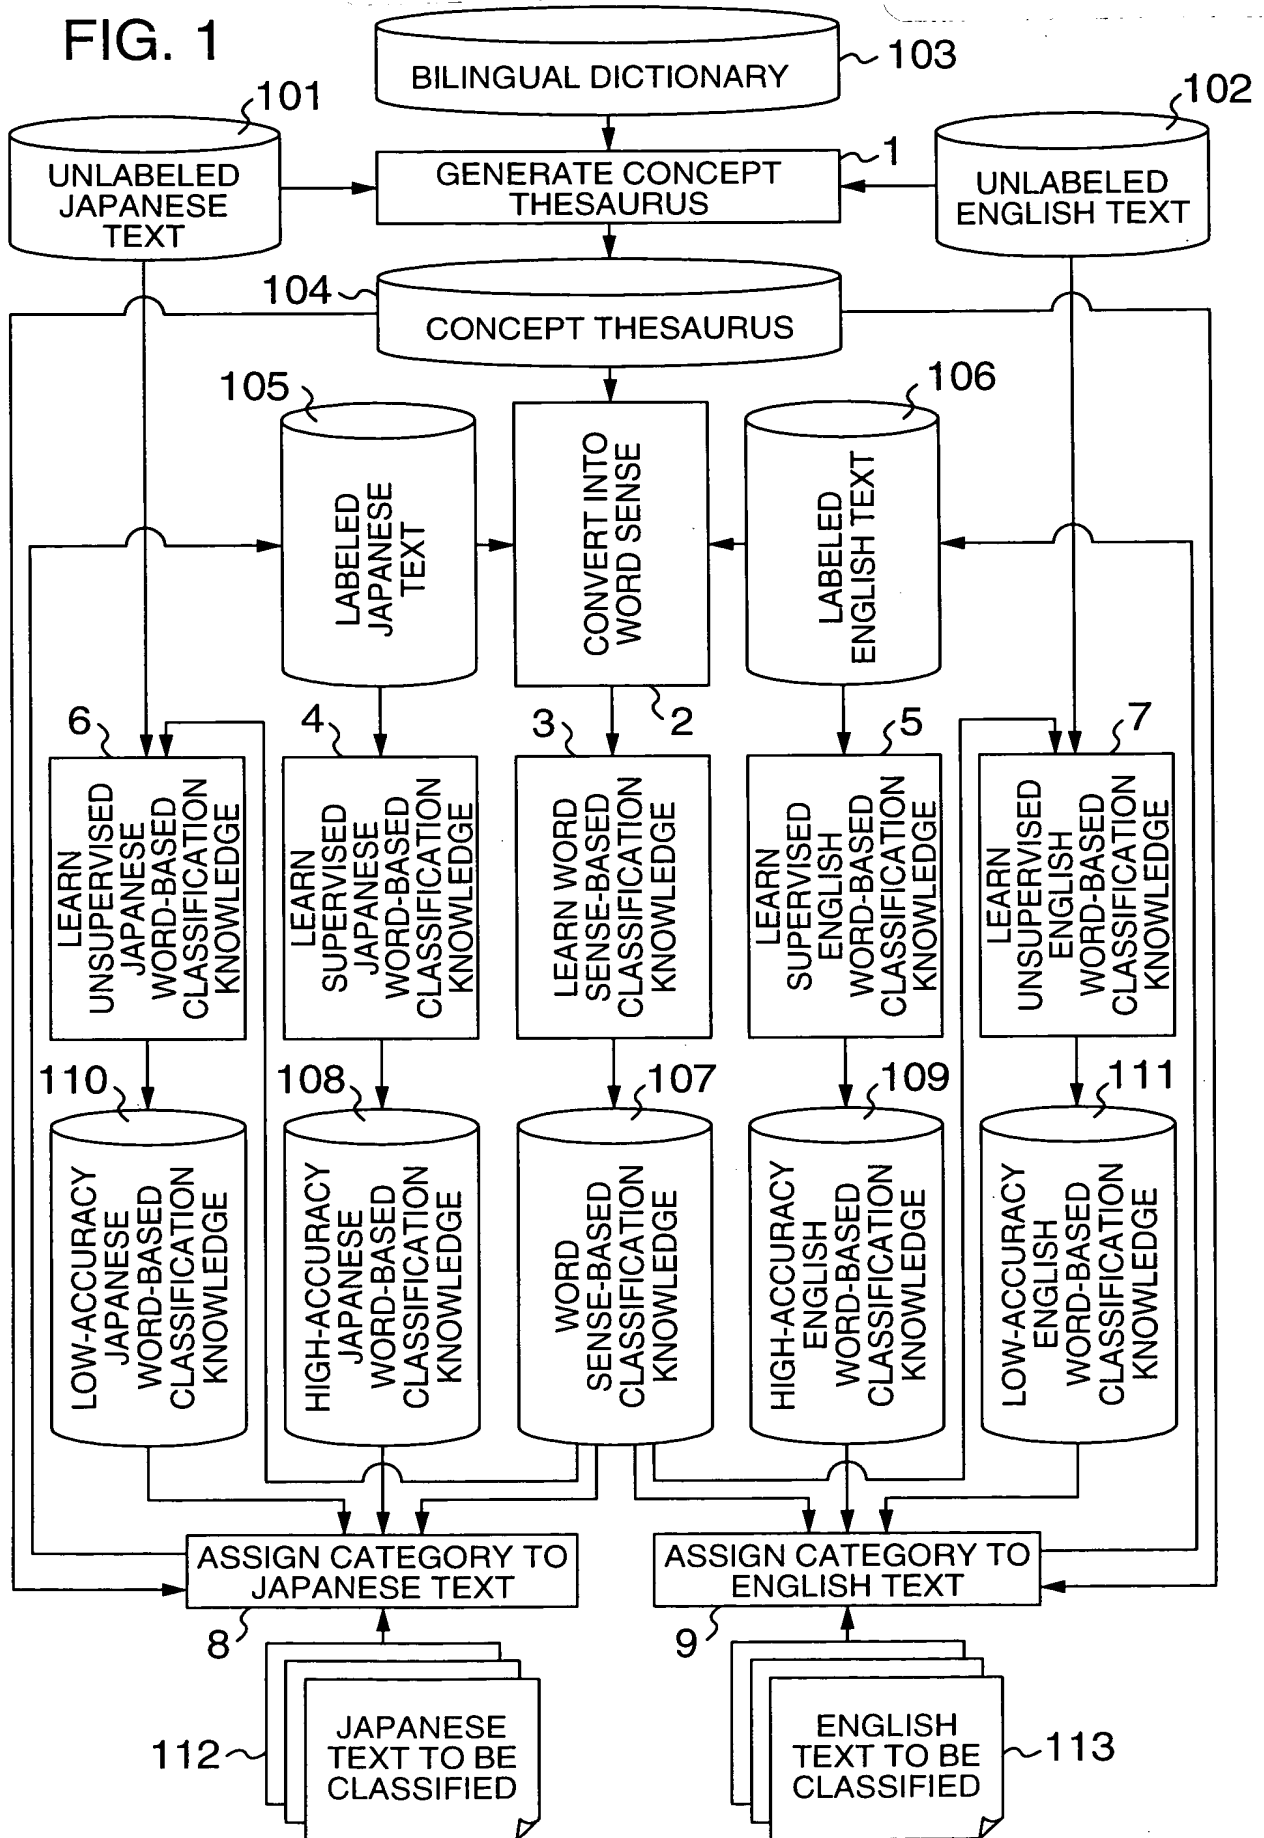 FIG. 1
BILINGUAL DICTIONARY
103
101
UNLABELED
JAPANESE
TEXT
1
GENERATE CONCEPT
THESAURUS
102
UNLABELED
ENGLISH TEXT
104
CONCEPT THESAURUS
105
LABELED
JAPANESE
TEXT
CONVERT INTO
WORD SENSE
2
106
LABELED
ENGLISH TEXT
6
LEARN
UNSUPERVISED
JAPANESE
WORD-BASED
CLASSIFICATION
KNOWLEDGE
4
LEARN
SUPERVISED
JAPANESE
WORD-BASED
CLASSIFICATION
KNOWLEDGE
3
LEARN WORD
SENSE-BASED
CLASSIFICATION
KNOWLEDGE
5
LEARN
SUPERVISED
ENGLISH
WORD-BASED
CLASSIFICATION
KNOWLEDGE
7
LEARN
UNSUPERVISED
ENGLISH
WORD-BASED
CLASSIFICATION
KNOWLEDGE
110
LOW-ACCURACY
JAPANESE
WORD-BASED
CLASSIFICATION
KNOWLEDGE
108
HIGH-ACCURACY
JAPANESE
WORD-BASED
CLASSIFICATION
KNOWLEDGE
107
WORD
SENSE-BASED
CLASSIFICATION
KNOWLEDGE
109
HIGH-ACCURACY
ENGLISH
WORD-BASED
CLASSIFICATION
KNOWLEDGE
111
LOW-ACCURACY
ENGLISH
WORD-BASED
CLASSIFICATION
KNOWLEDGE
ASSIGN CATEGORY TO
JAPANESE TEXT
8
ASSIGN CATEGORY TO
ENGLISH TEXT
9
112
JAPANESE
TEXT TO BE
CLASSIFIED
ENGLISH
TEXT TO BE
CLASSIFIED
113